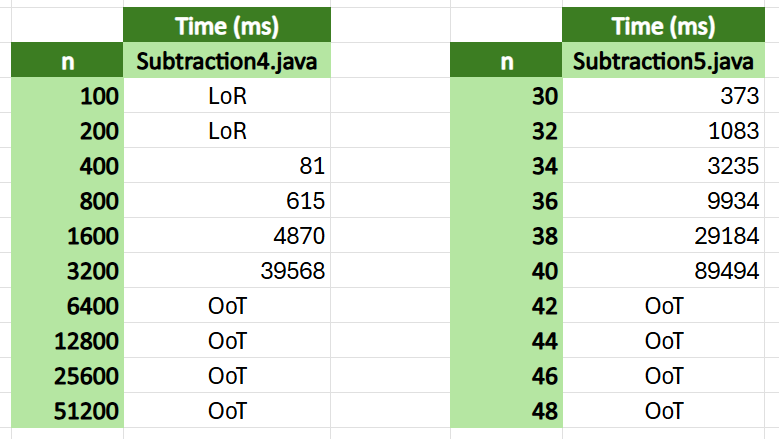 Time (ms) Time (ms)
n Subtraction4.java n Subtraction5.java
100 LoR 30 373
200 LoR 32 1083
400 81 34 3235
800 615 36 9934
1600 4870 38 29184
3200 39568 40 89494
6400 OoT 42 OoT
12800 OoT 44 OoT
25600 OoT 46 OoT
51200 OoT 48 OoT